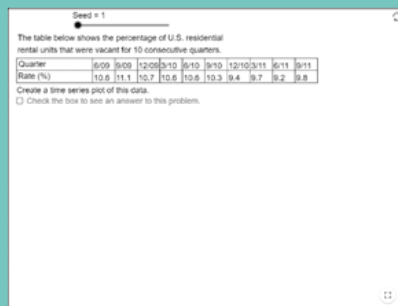 Seed = 1
The table below shows the percentage of U.S. residential
rental units that were vacant for 10 consecutive quarters.
Quarter 6/09 9/09 12/09 3/10 6/10 9/10 12/10 3/11 6/11 9/11
Rate (%) 10.6 11.1 10.7 10.6 10.6 10.3 9.4 9.7 9.2 9.8
Create a time series plot of this data.
Check the box to see an answer to this problem.